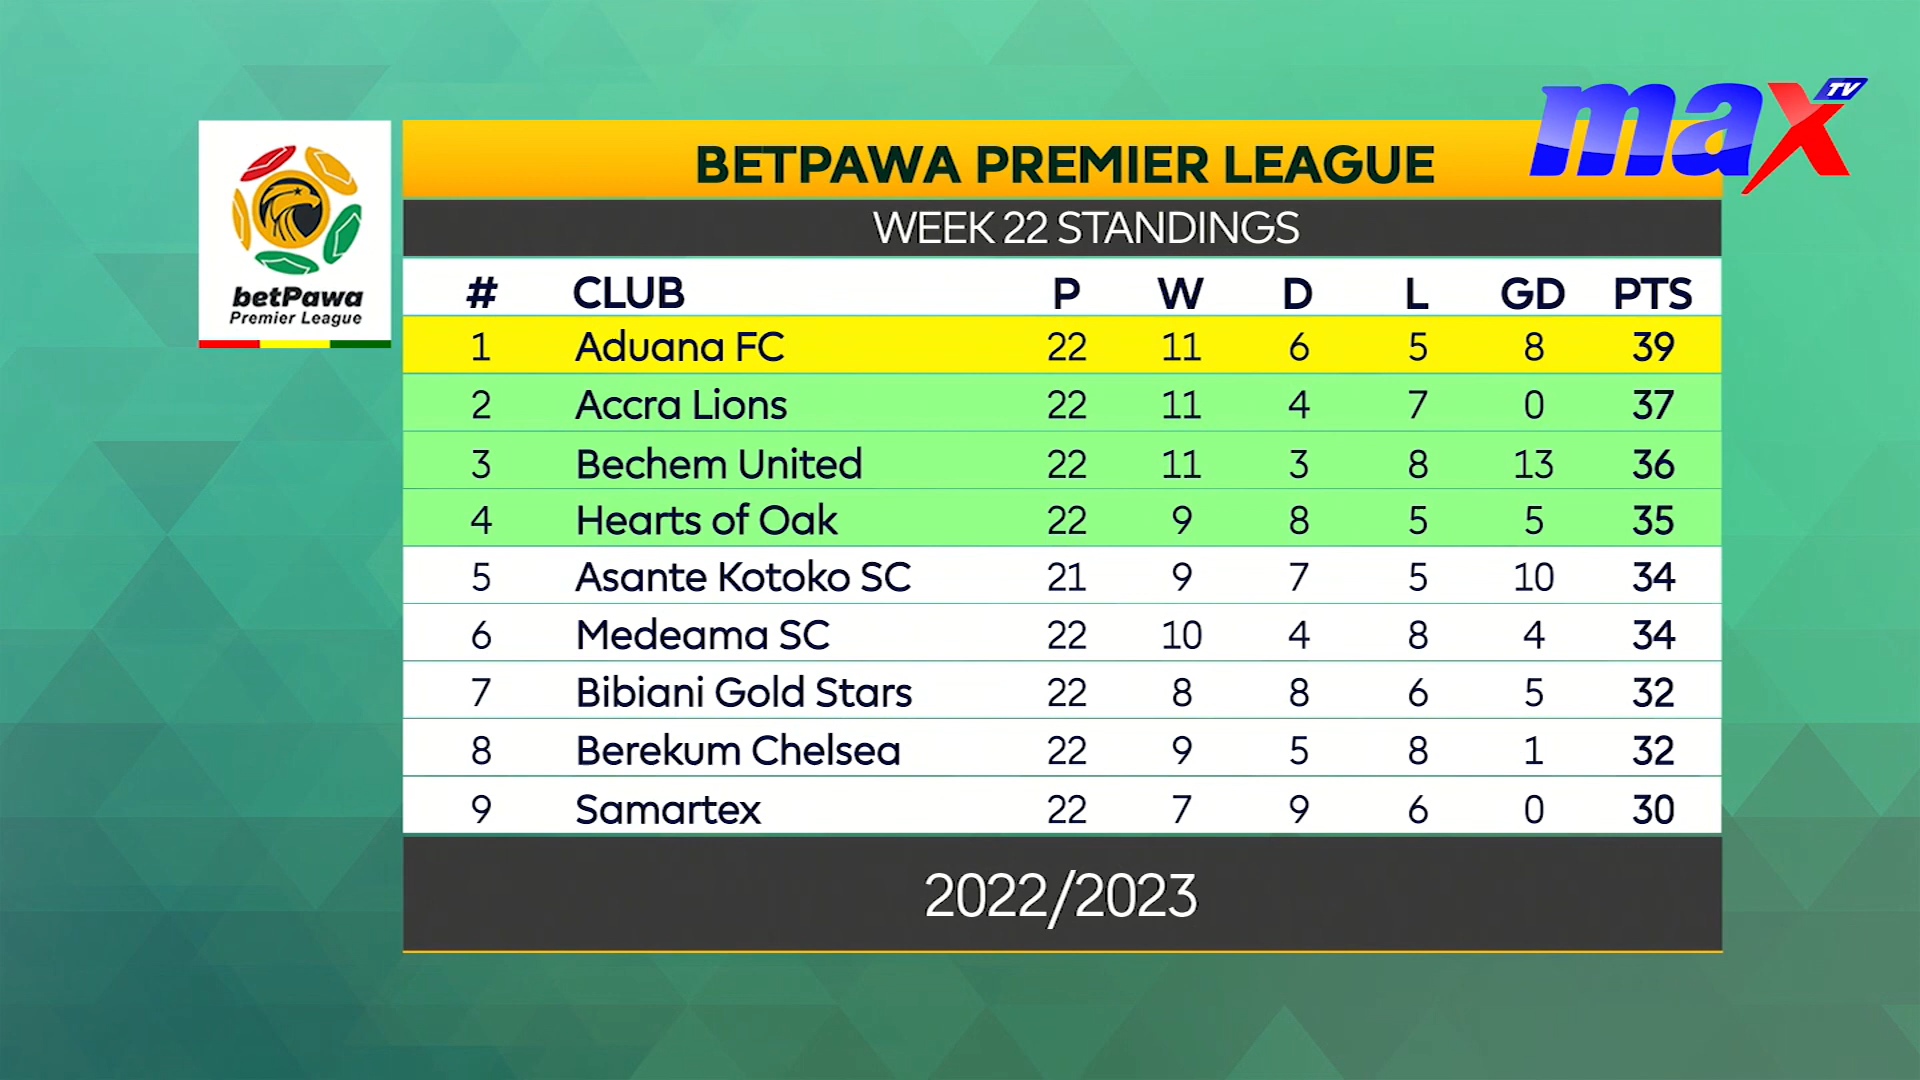 max TV
BETPAWA PREMIER LEAGUE
WEEK 22 STANDINGS
betPawa
Premier League
# CLUB P W D L GD PTS
1 Aduana FC 22 11 6 5 8 39
2 Accra Lions 22 11 4 7 0 37
3 Bechem United 22 11 3 8 13 36
4 Hearts of Oak 22 9 8 5 5 35
5 Asante Kotoko SC 21 9 7 5 10 34
6 Medeama SC 22 10 4 8 4 34
7 Bibiani Gold Stars 22 8 8 6 5 32
8 Berekum Chelsea 22 9 5 8 1 32
9 Samartex 22 7 9 6 0 30
2022/2023